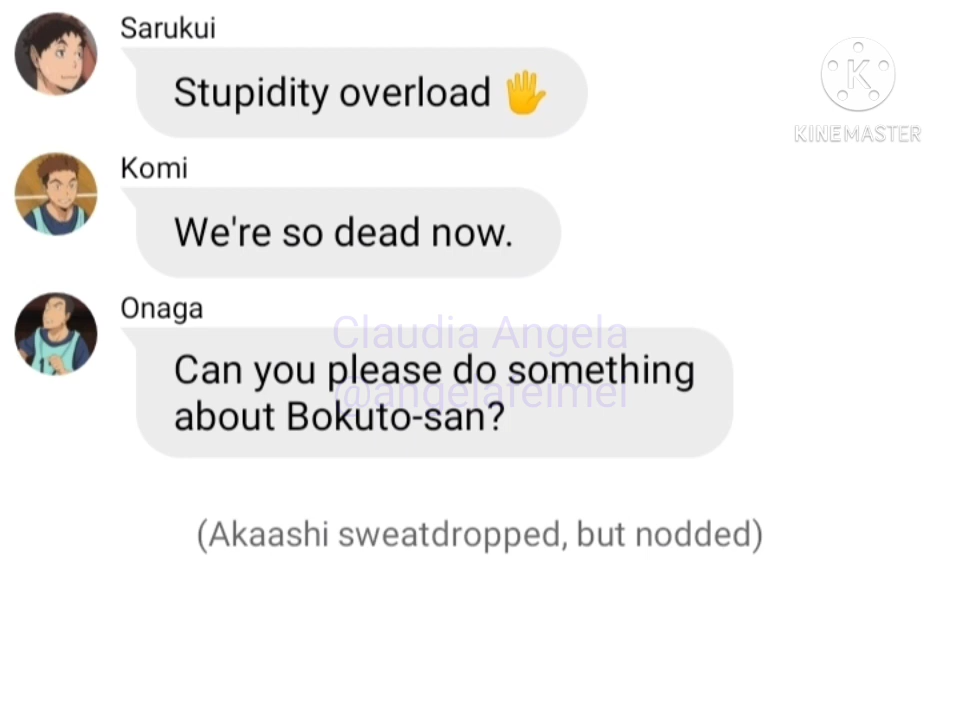 Sarukui
Stupidity overload 🖐
KINEMASTER
Komi
We're so dead now.
Onaga
Claudia Angela
Can you please do something
@angelafelmel
about Bokuto-san?
(Akaashi sweatdropped, but nodded)